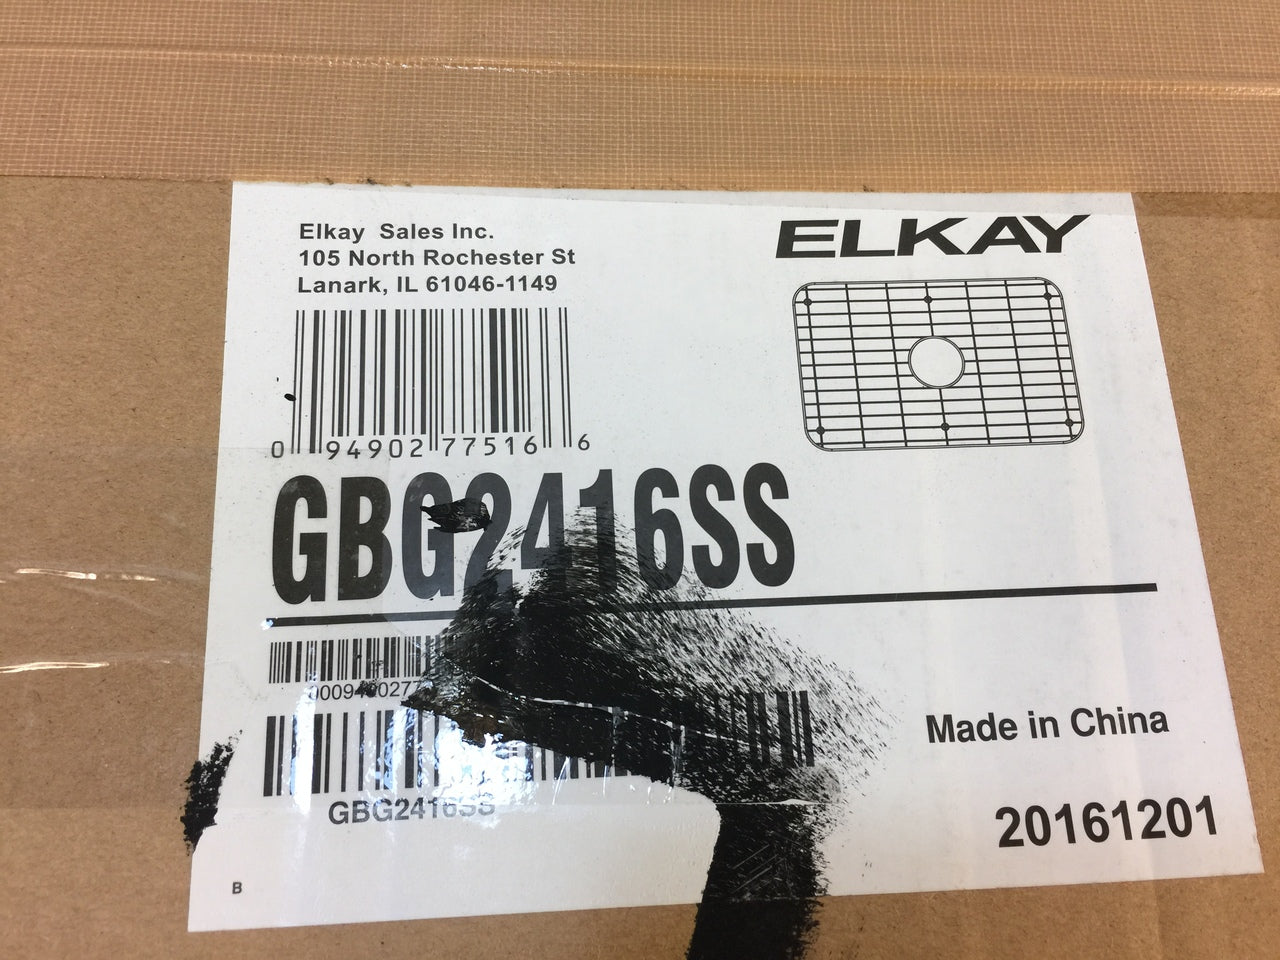 Elkay Sales Inc.
105 North Rochester St
Lanark, IL 61046-1149
ELKAY
0 94902 77516 6
GBG2416SS
GBG2416SS
Made in China
20161201
B